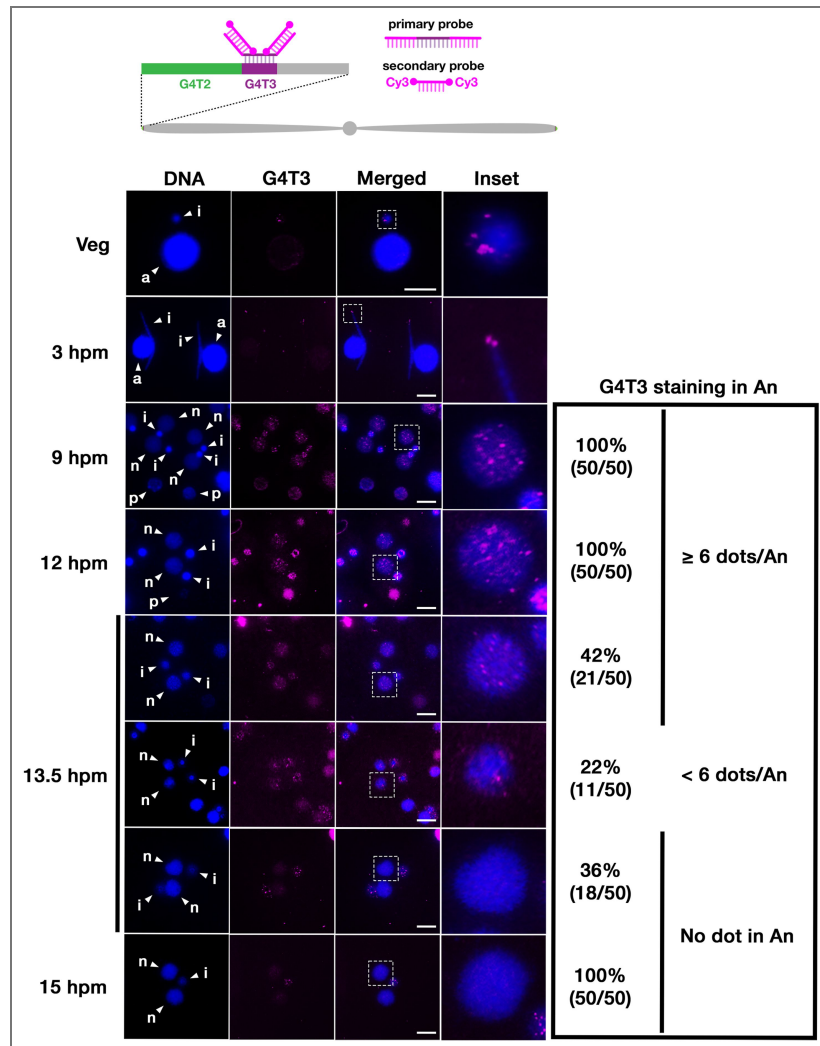 primary probe
secondary probe
Cy3 Cy3
G4T2 G4T3
DNA G4T3 Merged Inset
Veg
i
a
3 hpm
i
a
i
a
G4T3 staining in An
9 hpm
n
n
i
i
n
i
n
i
p
p
100%
(50/50)
12 hpm
n
i
n
i
p
100%
(50/50)
≥ 6 dots/An
n
i
i
n
42%
(21/50)
13.5 hpm
i
n
i
n
22%
(11/50)
< 6 dots/An
n
i
i
n
36%
(18/50)
No dot in An
15 hpm
n
i
n
100%
(50/50)